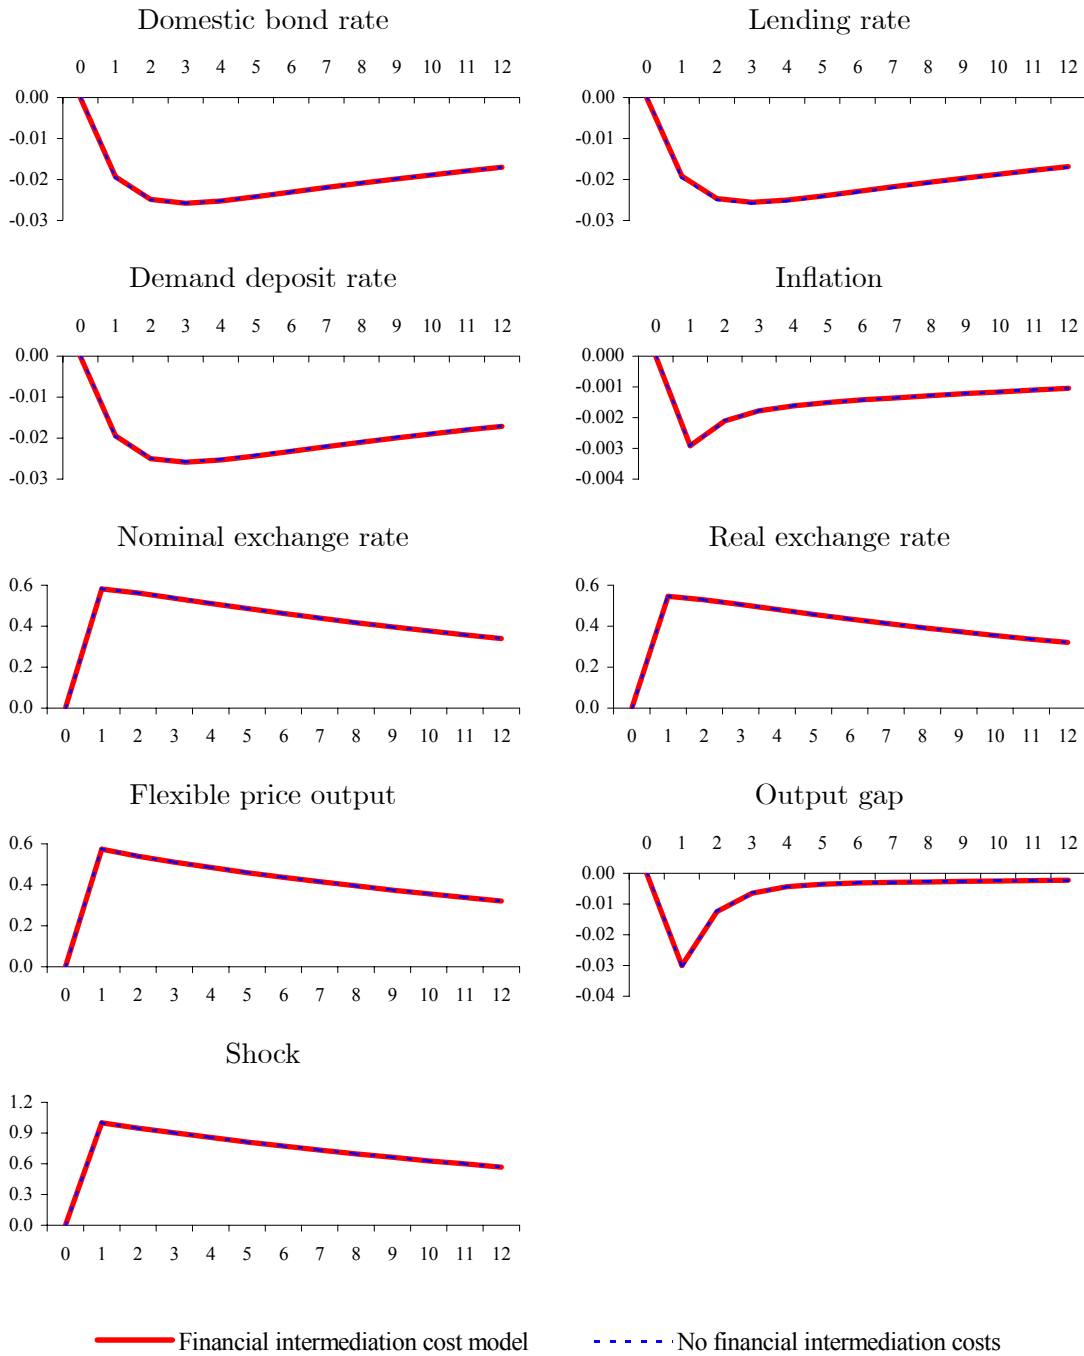 Domestic bond rate
0 1 2 3 4 5 6 7 8 9 10 11 12
0.00
-0.01
-0.02
-0.03
Lending rate
0 1 2 3 4 5 6 7 8 9 10 11 12
0.00
-0.01
-0.02
-0.03
Demand deposit rate
0 1 2 3 4 5 6 7 8 9 10 11 12
0.00
-0.01
-0.02
-0.03
Inflation
0 1 2 3 4 5 6 7 8 9 10 11 12
0.000
-0.001
-0.002
-0.003
-0.004
Nominal exchange rate
0.6
0.4
0.2
0.0
0 1 2 3 4 5 6 7 8 9 10 11 12
Real exchange rate
0.6
0.4
0.2
0.0
0 1 2 3 4 5 6 7 8 9 10 11 12
Flexible price output
0.6
0.4
0.2
0.0
0 1 2 3 4 5 6 7 8 9 10 11 12
Output gap
0 1 2 3 4 5 6 7 8 9 10 11 12
0.00
-0.01
-0.02
-0.03
-0.04
Shock
1.2
0.9
0.6
0.3
0.0
0 1 2 3 4 5 6 7 8 9 10 11 12
Financial intermediation cost model
No financial intermediation costs